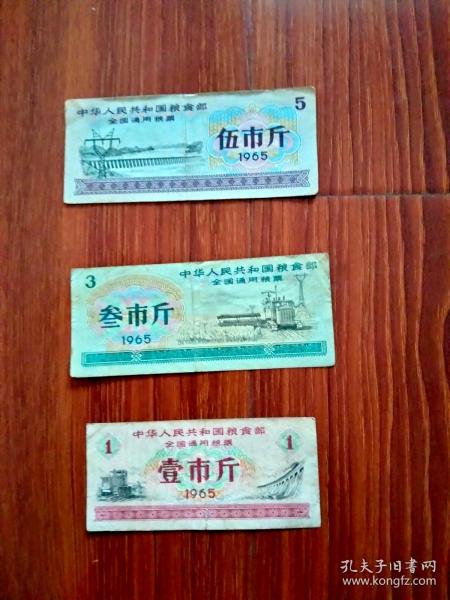 中华人民共和国粮食部
5
全国通用粮票
伍市斤
1965
3
中华人民共和国粮食部
全国通用粮票
叁市斤
1965
中华人民共和国粮食部
全国通用粮票
1
1
壹市斤
1965
孔夫子旧书网
www.kongfz.com